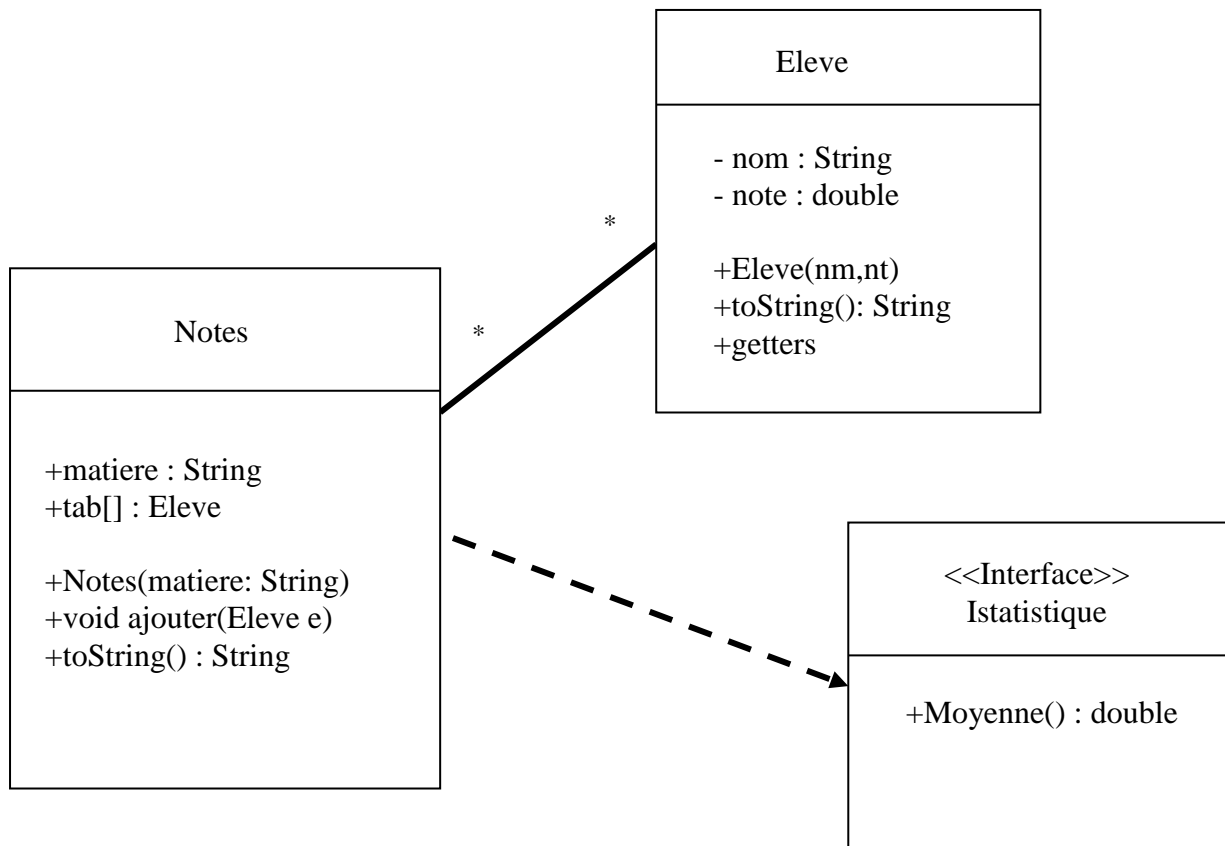 Eleve
- nom : String
- note : double
+Eleve(nm,nt)
+toString(): String
+getters
*
*
Notes
+matiere : String
+tab[] : Eleve
+Notes(matiere: String)
+void ajouter(Eleve e)
+toString() : String
<<Interface>>
Istatistique
+Moyenne() : double